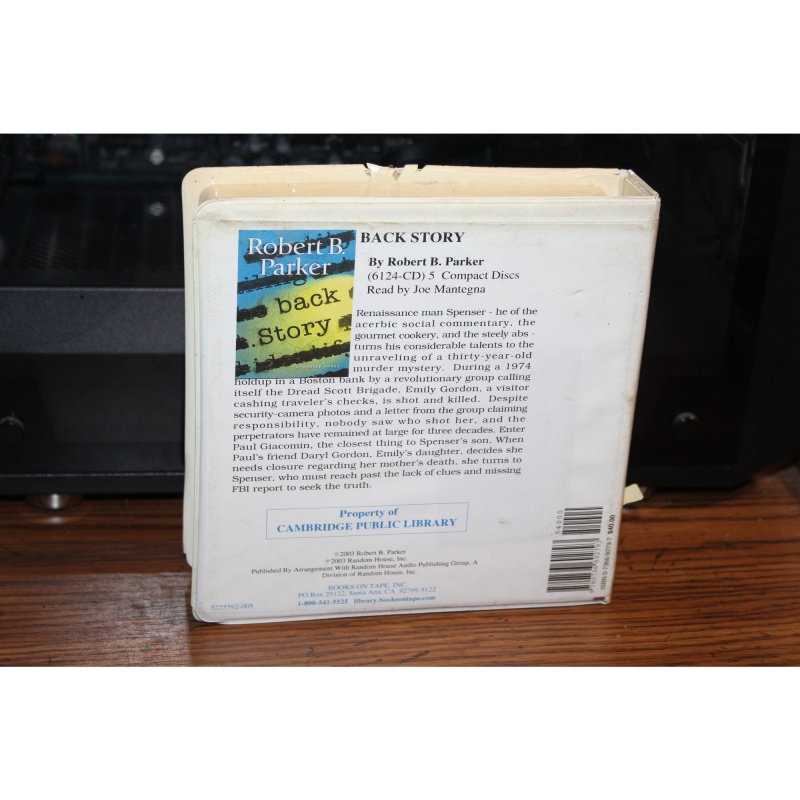 Robert B.
Parker
back
Story
BACK STORY
By Robert B. Parker
(6124-CD) 5 Compact Discs
Read by Joe Mantegna
Renaissance man Spenser - he of the
acerbic social commentary, the
gourmet cookery, and the steely abs -
turns his considerable talents to the
unraveling of a thirty-year-old
murder mystery. During a 1974
holdup in a Boston bank by a revolutionary group calling
itself the Dread Scott Brigade, Emily Gordon, a visitor
cashing traveler's checks, is shot and killed. Despite
security-camera photos and a letter from the group claiming
responsibility, nobody saw who shot her, and the
perpetrators have remained at large for three decades. Enter
Paul Giacomin, the closest thing to Spenser's son. When
Paul's friend Daryl Gordon, Emily's daughter, decides she
needs closure regarding her mother's death, she turns to
Spenser, who must reach past the lack of clues and missing
FBI report to seek the truth.
Property of
CAMBRIDGE PUBLIC LIBRARY
©2003 Robert B. Parker
℗2003 Random House, Inc.
Published By Arrangement With Random House Audio Publishing Group, A
Division of Random House, Inc.
BOOKS ON TAPE, INC.
PO Box 25122, Santa Ana, CA 92799-5122
1-800-541-5525 library.booksontape.com
5225592-005
54000
$40.00